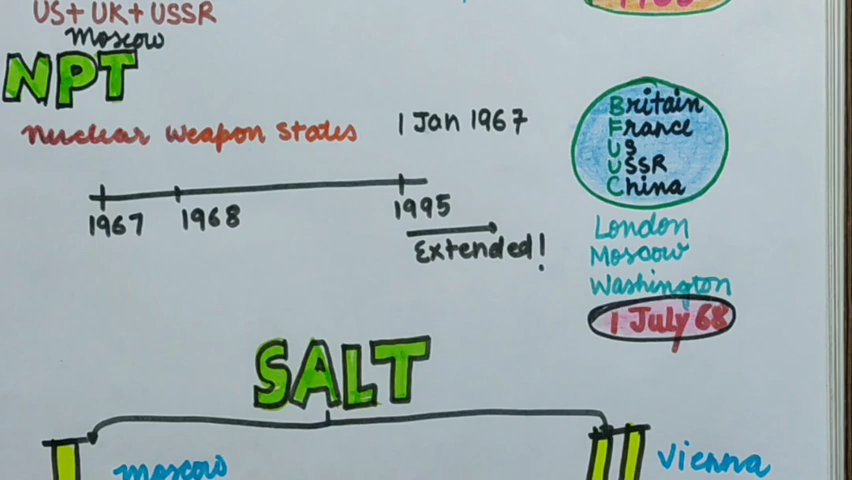 US+ UK+ USSR
Moscow
NPT
Nuclear Weapon States
1 Jan 1967
Britain
France
US
USSR
China
1967
1968
1995
Extended!
London
Moscow
Washington
1 July 68
SALT
Moscow
Vienna